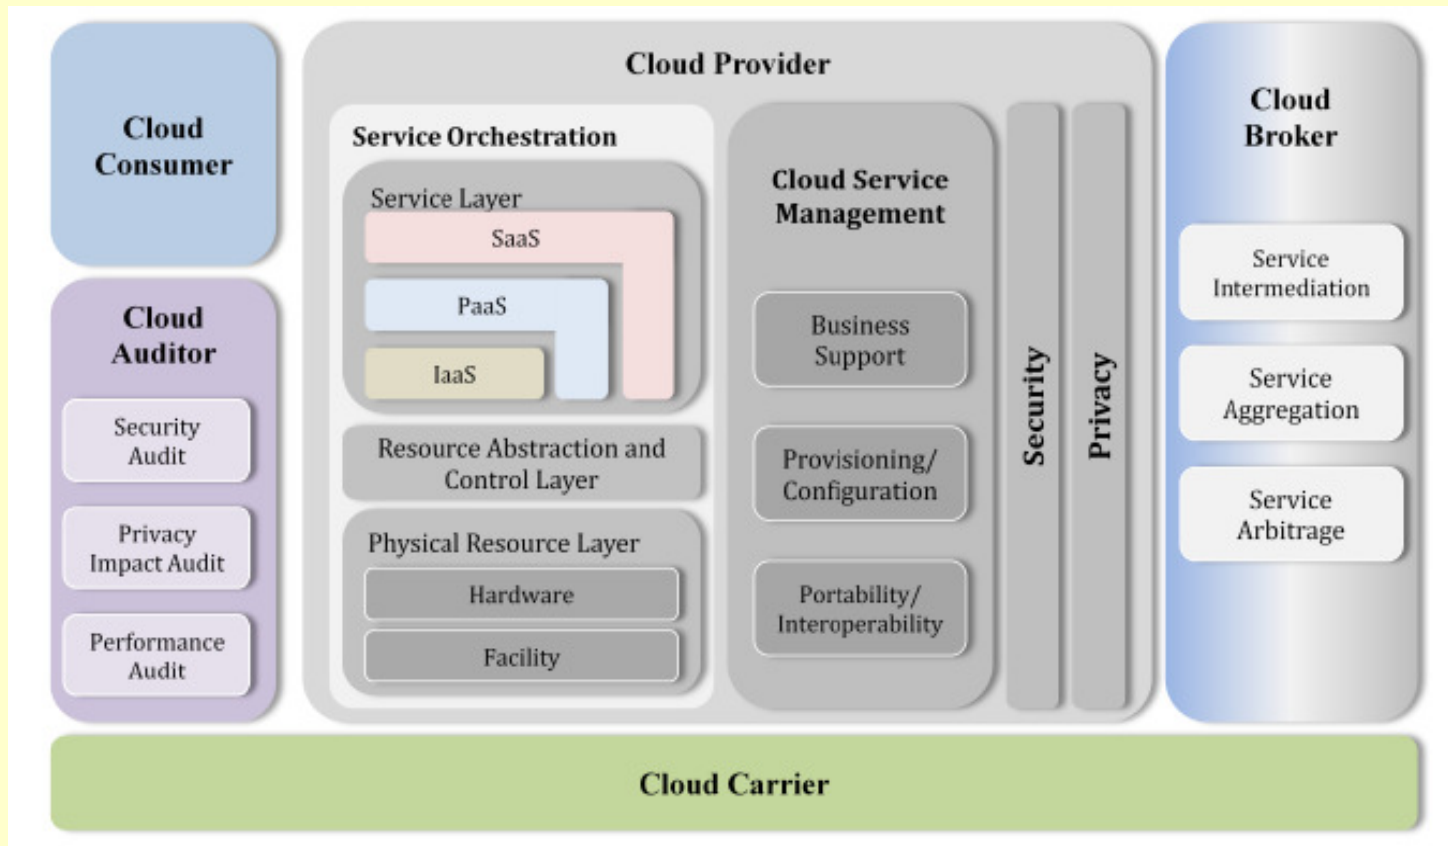 Cloud
Consumer
Cloud
Auditor
Security
Audit
Privacy
Impact Audit
Performance
Audit
Cloud Provider
Service Orchestration
Service Layer
SaaS
PaaS
IaaS
Resource Abstraction and
Control Layer
Physical Resource Layer
Hardware
Facility
Cloud Service
Management
Business
Support
Provisioning/
Configuration
Portability/
Interoperability
Security
Privacy
Cloud
Broker
Service
Intermediation
Service
Aggregation
Service
Arbitrage
Cloud Carrier